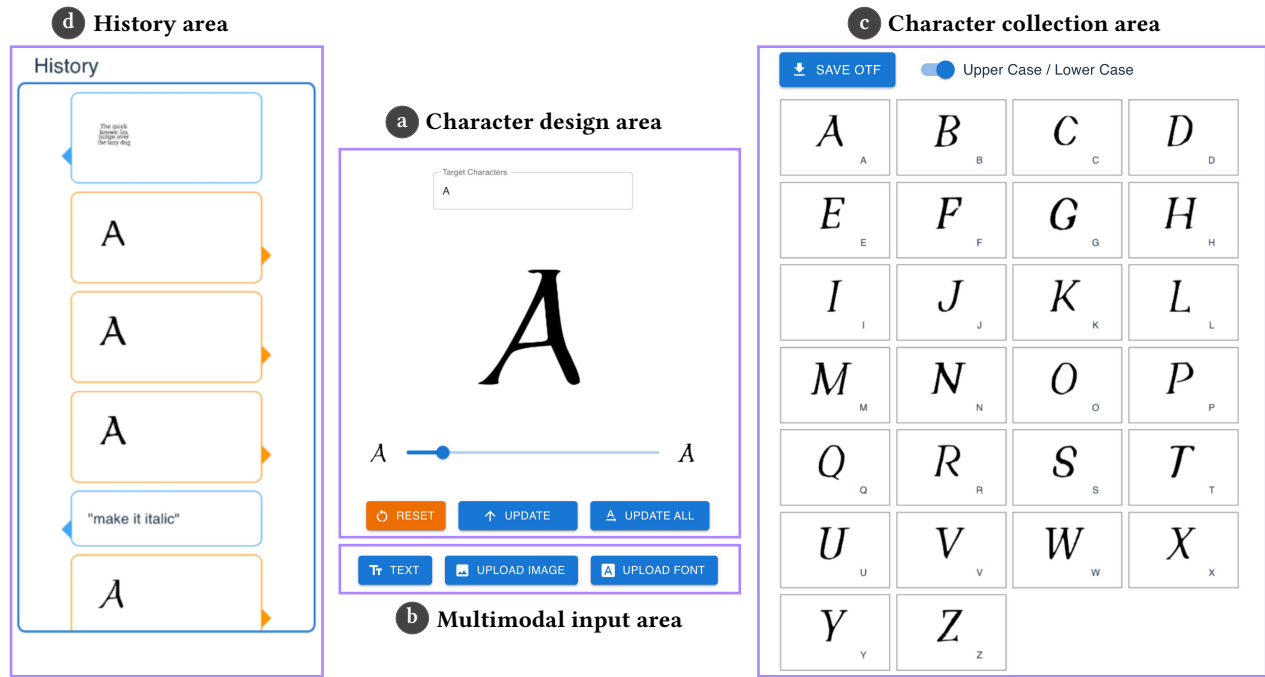 d History area
History
The quick
brown fox
jumps over
the lazy dog
A
A
A
"make it italic"
A
a Character design area
Target Characters
A
A
A A
RESET UPDATE UPDATE ALL
TEXT UPLOAD IMAGE UPLOAD FONT
b Multimodal input area
c Character collection area
SAVE OTF Upper Case / Lower Case
A B C D
A B C D
E F G H
E F G H
I J K L
I J K L
M N O P
M N O P
Q R S T
Q R S T
U V W X
U V W X
Y Z
Y Z